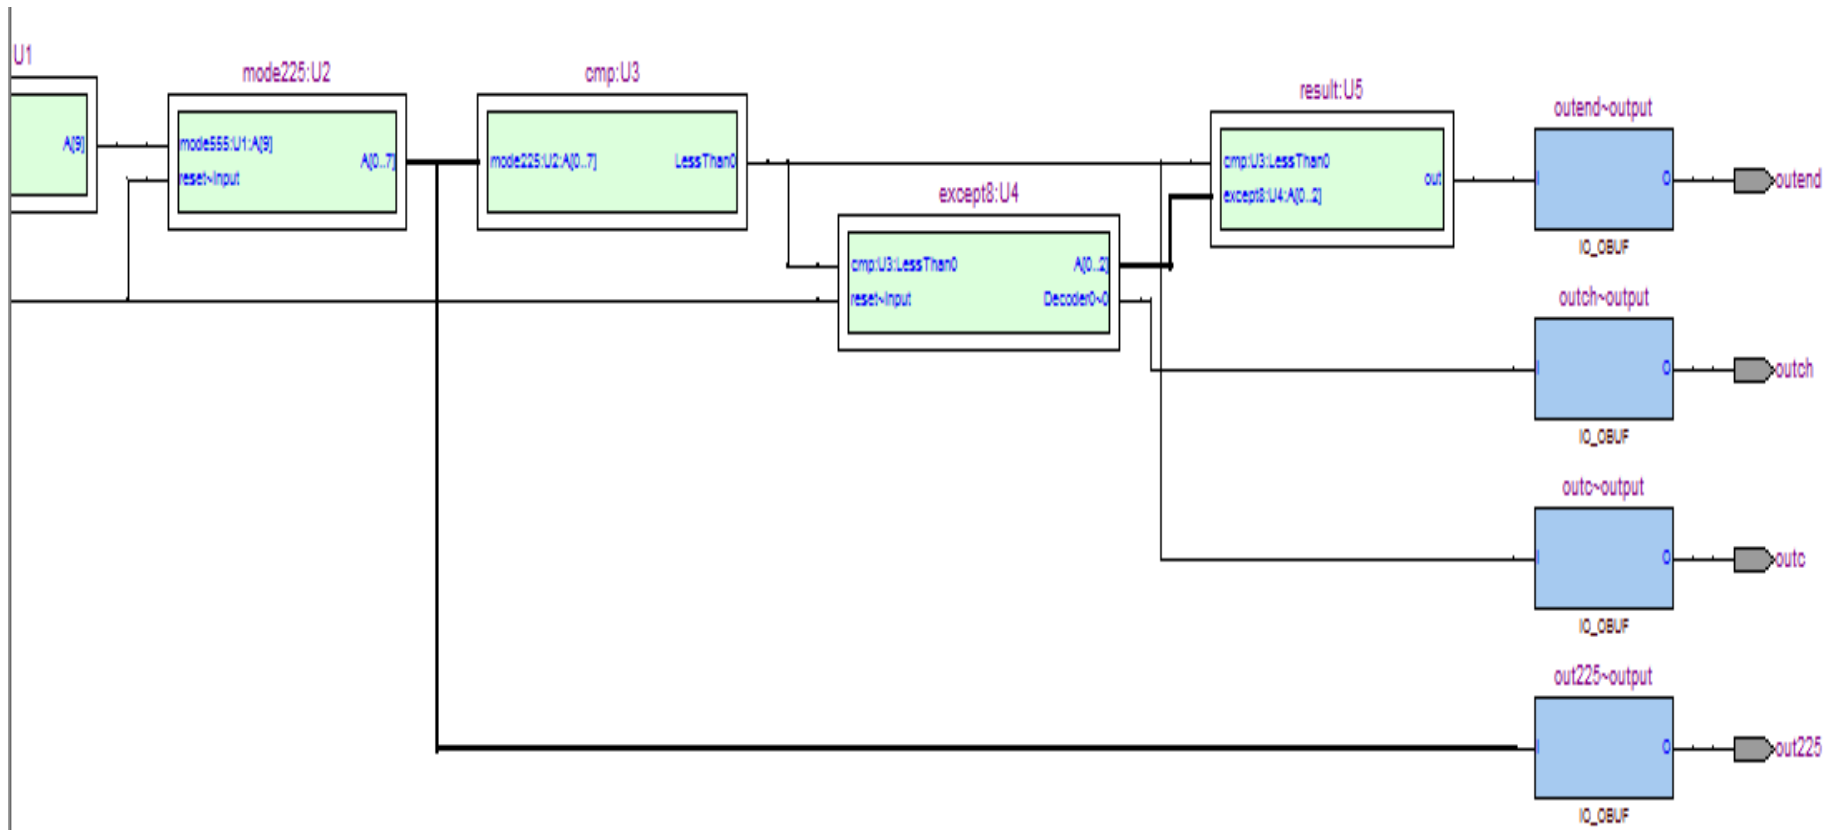 U1
A[9]
mode225:U2
mode555:U1:A[9]
reset~input
A[0..7]
cmp:U3
mode225:U2:A[0..7]
LessThan0
except8:U4
cmp:U3:LessThan0
reset~input
A[0..2]
Decoder0~0
result:U5
cmp:U3:LessThan0
except8:U4:A[0..2]
out
outend~output
I
O
IO_OBUF
outend
outch~output
I
O
IO_OBUF
outch
outc~output
I
O
IO_OBUF
outc
out225~output
I
O
IO_OBUF
out225